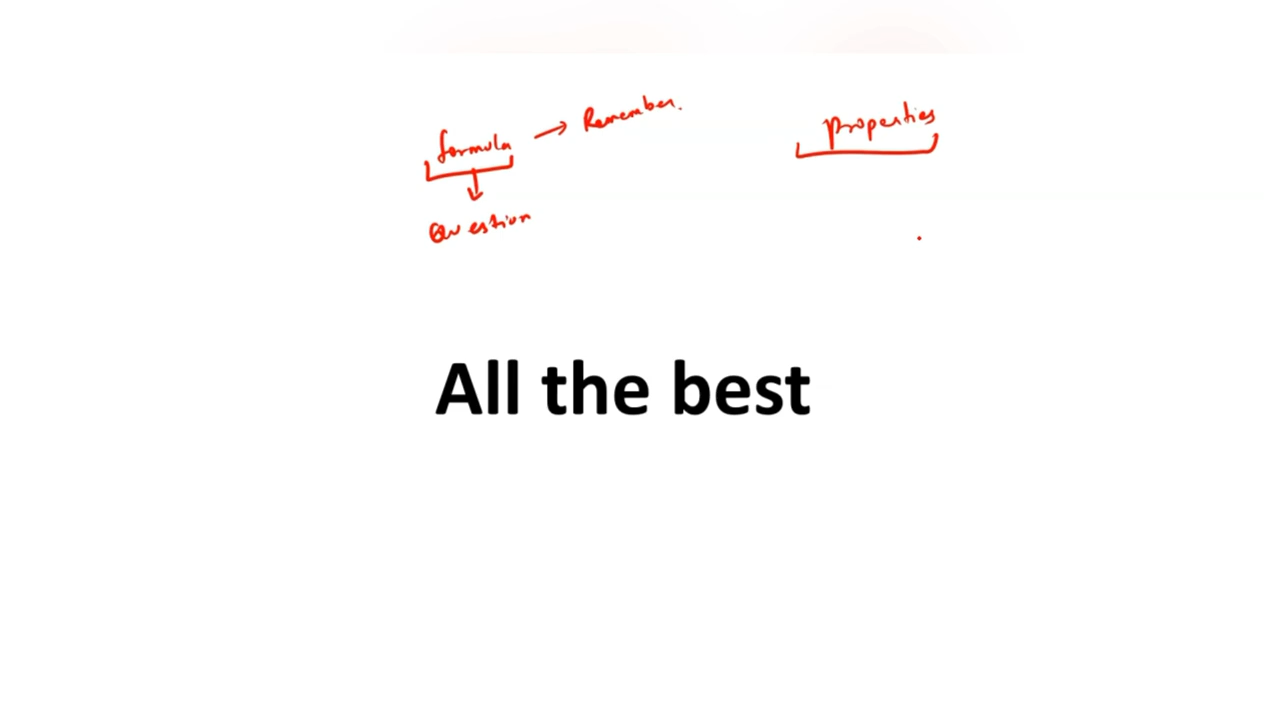 formula → Remember.
Properties
Question
All the best